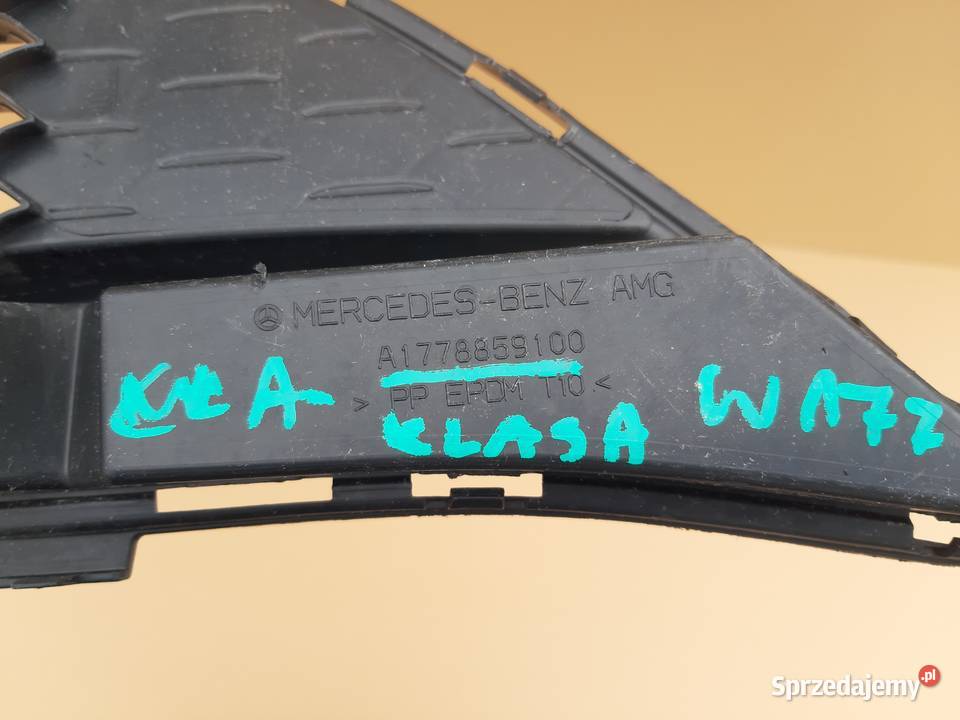 MERCEDES-BENZ AMG
A1778859100
> PP EPDM T10 <
A
KLASA
W177
Sprzedajemy.pl